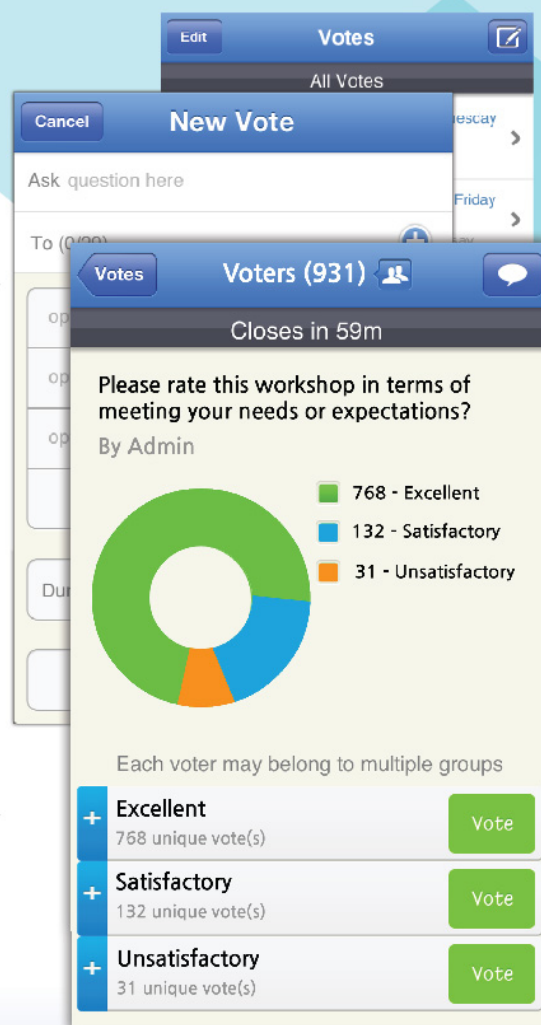 Edit
Votes
All Votes
Cancel
New Vote
Ask question here
Friday
To (0/20)
Votes
Voters (931)
Closes in 59m
Please rate this workshop in terms of
meeting your needs or expectations?
By Admin
768 - Excellent
132 - Satisfactory
31 - Unsatisfactory
Each voter may belong to multiple groups
+ Excellent
768 unique vote(s)
Vote
+ Satisfactory
132 unique vote(s)
Vote
+ Unsatisfactory
31 unique vote(s)
Vote